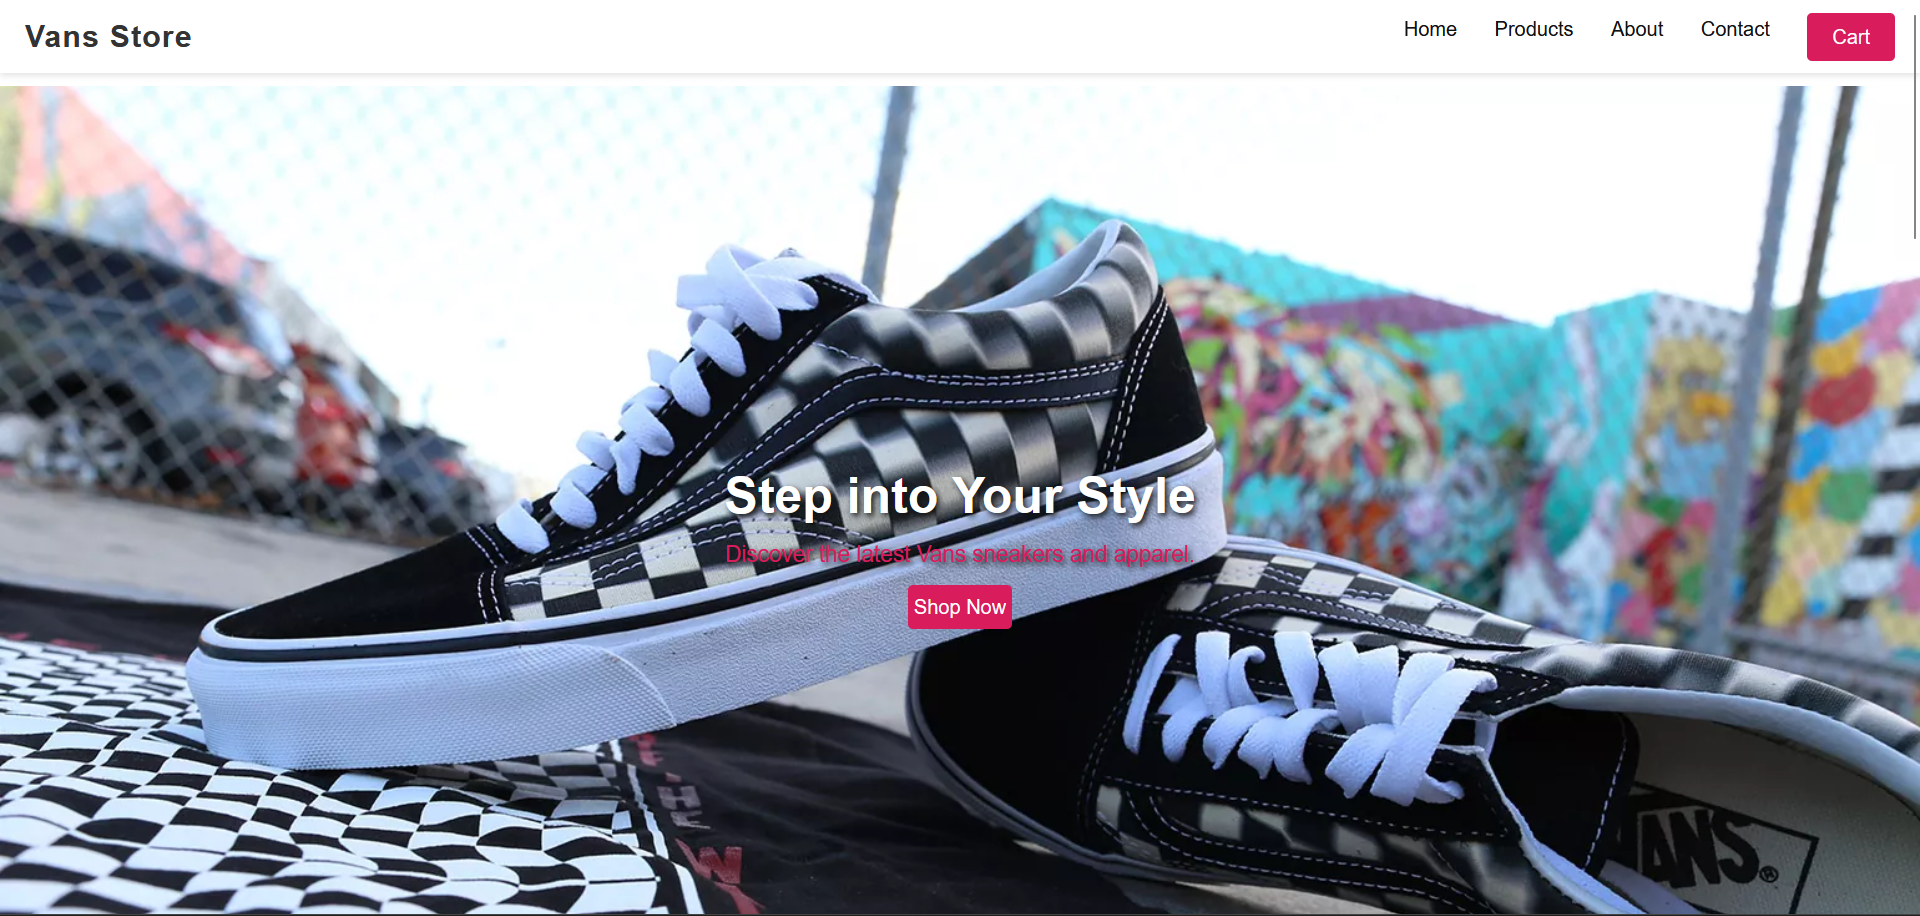 Vans Store
Home Products About Contact Cart
Step into Your Style
Discover the latest Vans sneakers and apparel.
Shop Now
VANS®